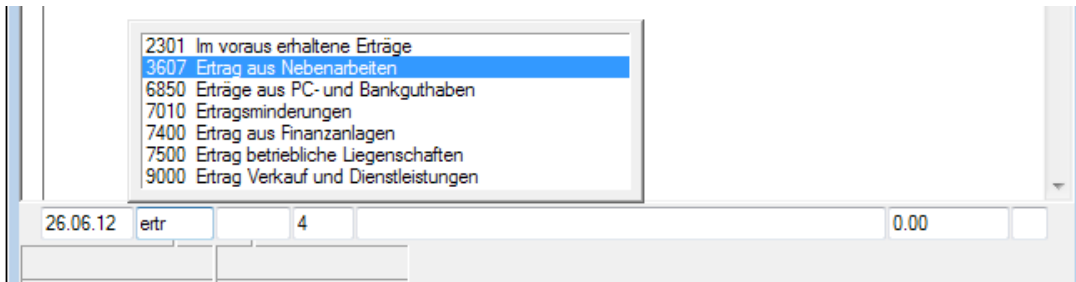 2301 Im voraus erhaltene Erträge
3607 Ertrag aus Nebenarbeiten
6850 Erträge aus PC- und Bankguthaben
7010 Ertragsminderungen
7400 Ertrag aus Finanzanlagen
7500 Ertrag betriebliche Liegenschaften
9000 Ertrag Verkauf und Dienstleistungen
26.06.12 ertr 4 0.00